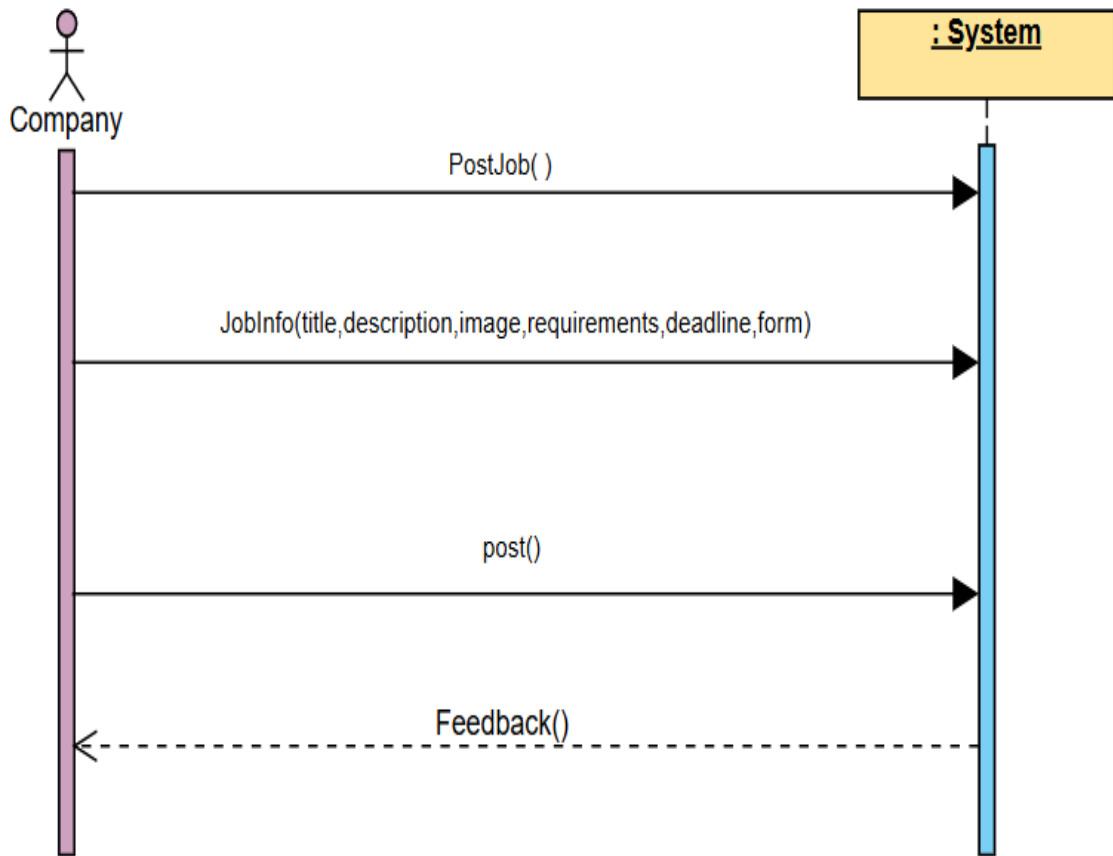 : System
Company
PostJob( )
JobInfo(title,description,image,requirements,deadline,form)
post()
Feedback()